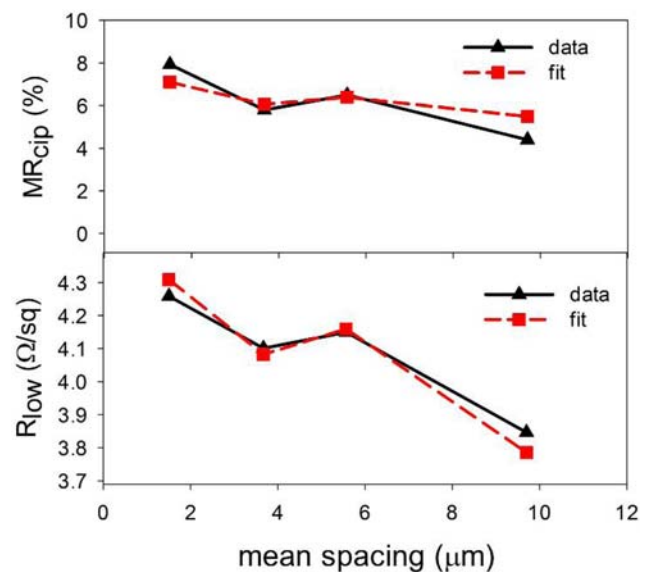 10
8
6
4
2
0
MRcip (%)
data
fit
4.3
4.2
4.1
4.0
3.9
3.8
3.7
Rlow (Ω/sq)
data
fit
0 2 4 6 8 10 12
mean spacing (μm)